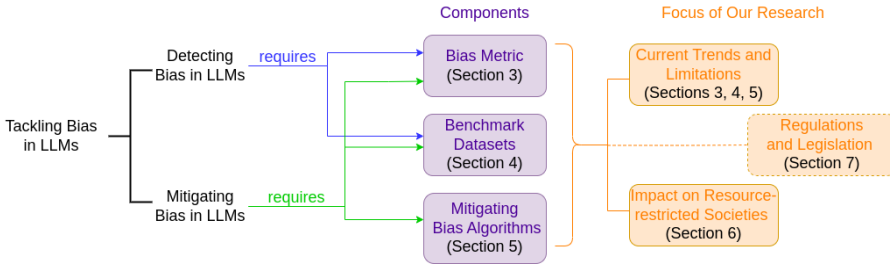 Components
Focus of Our Research
Tackling Bias
in LLMs
Detecting
Bias in LLMs
requires
Mitigating
Bias in LLMs
requires
Bias Metric
(Section 3)
Benchmark
Datasets
(Section 4)
Mitigating
Bias Algorithms
(Section 5)
Current Trends and
Limitations
(Sections 3, 4, 5)
Regulations
and Legislation
(Section 7)
Impact on Resource-
restricted Societies
(Section 6)